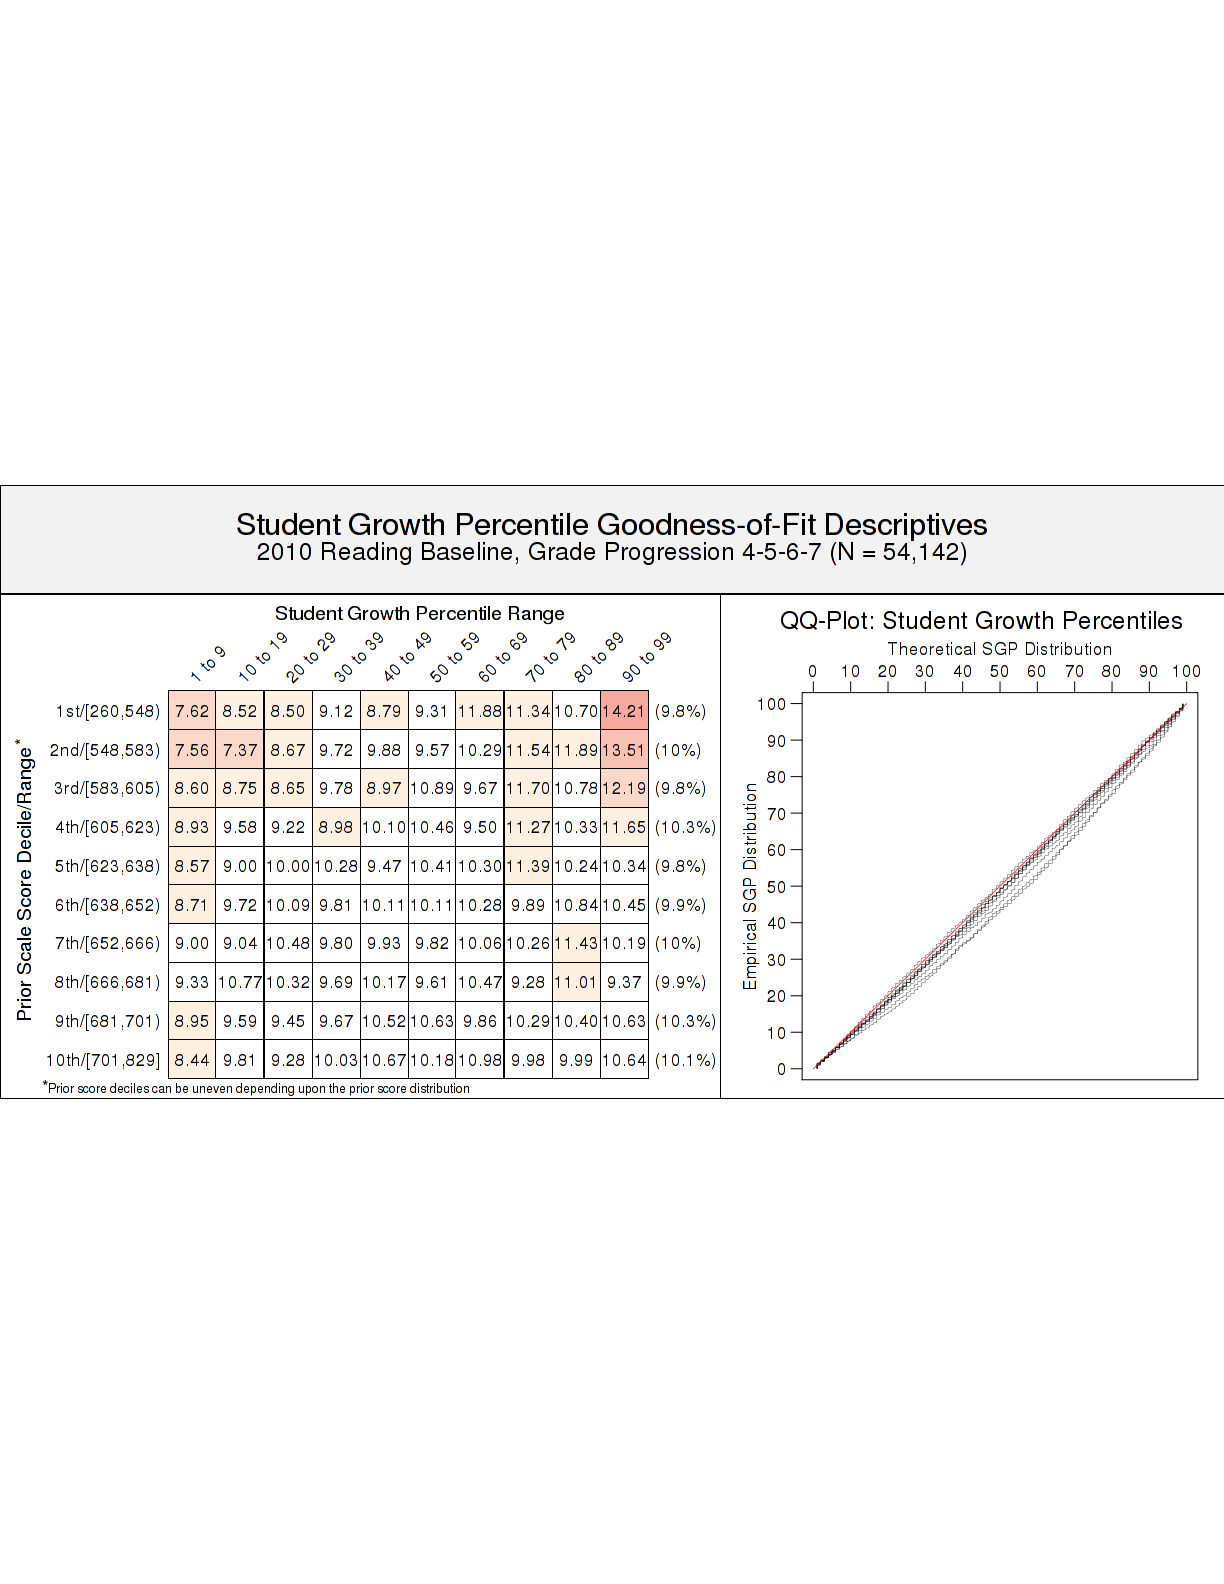 Student Growth Percentile Goodness-of-Fit Descriptives
2010 Reading Baseline, Grade Progression 4-5-6-7 (N = 54,142)
Student Growth Percentile Range
1 to 9 10 to 19 20 to 29 30 to 39 40 to 49 50 to 59 60 to 69 70 to 79 80 to 89 90 to 99
Prior Scale Score Decile/Range*
1st/[260,548) 7.62 8.52 8.50 9.12 8.79 9.31 11.88 11.34 10.70 14.21 (9.8%)
2nd/[548,583) 7.56 7.37 8.67 9.72 9.88 9.57 10.29 11.54 11.89 13.51 (10%)
3rd/[583,605) 8.60 8.75 8.65 9.78 8.97 10.89 9.67 11.70 10.78 12.19 (9.8%)
4th/[605,623) 8.93 9.58 9.22 8.98 10.10 10.46 9.50 11.27 10.33 11.65 (10.3%)
5th/[623,638) 8.57 9.00 10.00 10.28 9.47 10.41 10.30 11.39 10.24 10.34 (9.8%)
6th/[638,652) 8.71 9.72 10.09 9.81 10.11 10.11 10.28 9.89 10.84 10.45 (9.9%)
7th/[652,666) 9.00 9.04 10.48 9.80 9.93 9.82 10.06 10.26 11.43 10.19 (10%)
8th/[666,681) 9.33 10.77 10.32 9.69 10.17 9.61 10.47 9.28 11.01 9.37 (9.9%)
9th/[681,701) 8.95 9.59 9.45 9.67 10.52 10.63 9.86 10.29 10.40 10.63 (10.3%)
10th/[701,829] 8.44 9.81 9.28 10.03 10.67 10.18 10.98 9.98 9.99 10.64 (10.1%)
*Prior score deciles can be uneven depending upon the prior score distribution
QQ-Plot: Student Growth Percentiles
Theoretical SGP Distribution
0 10 20 30 40 50 60 70 80 90 100
Empirical SGP Distribution
100
90
80
70
60
50
40
30
20
10
0